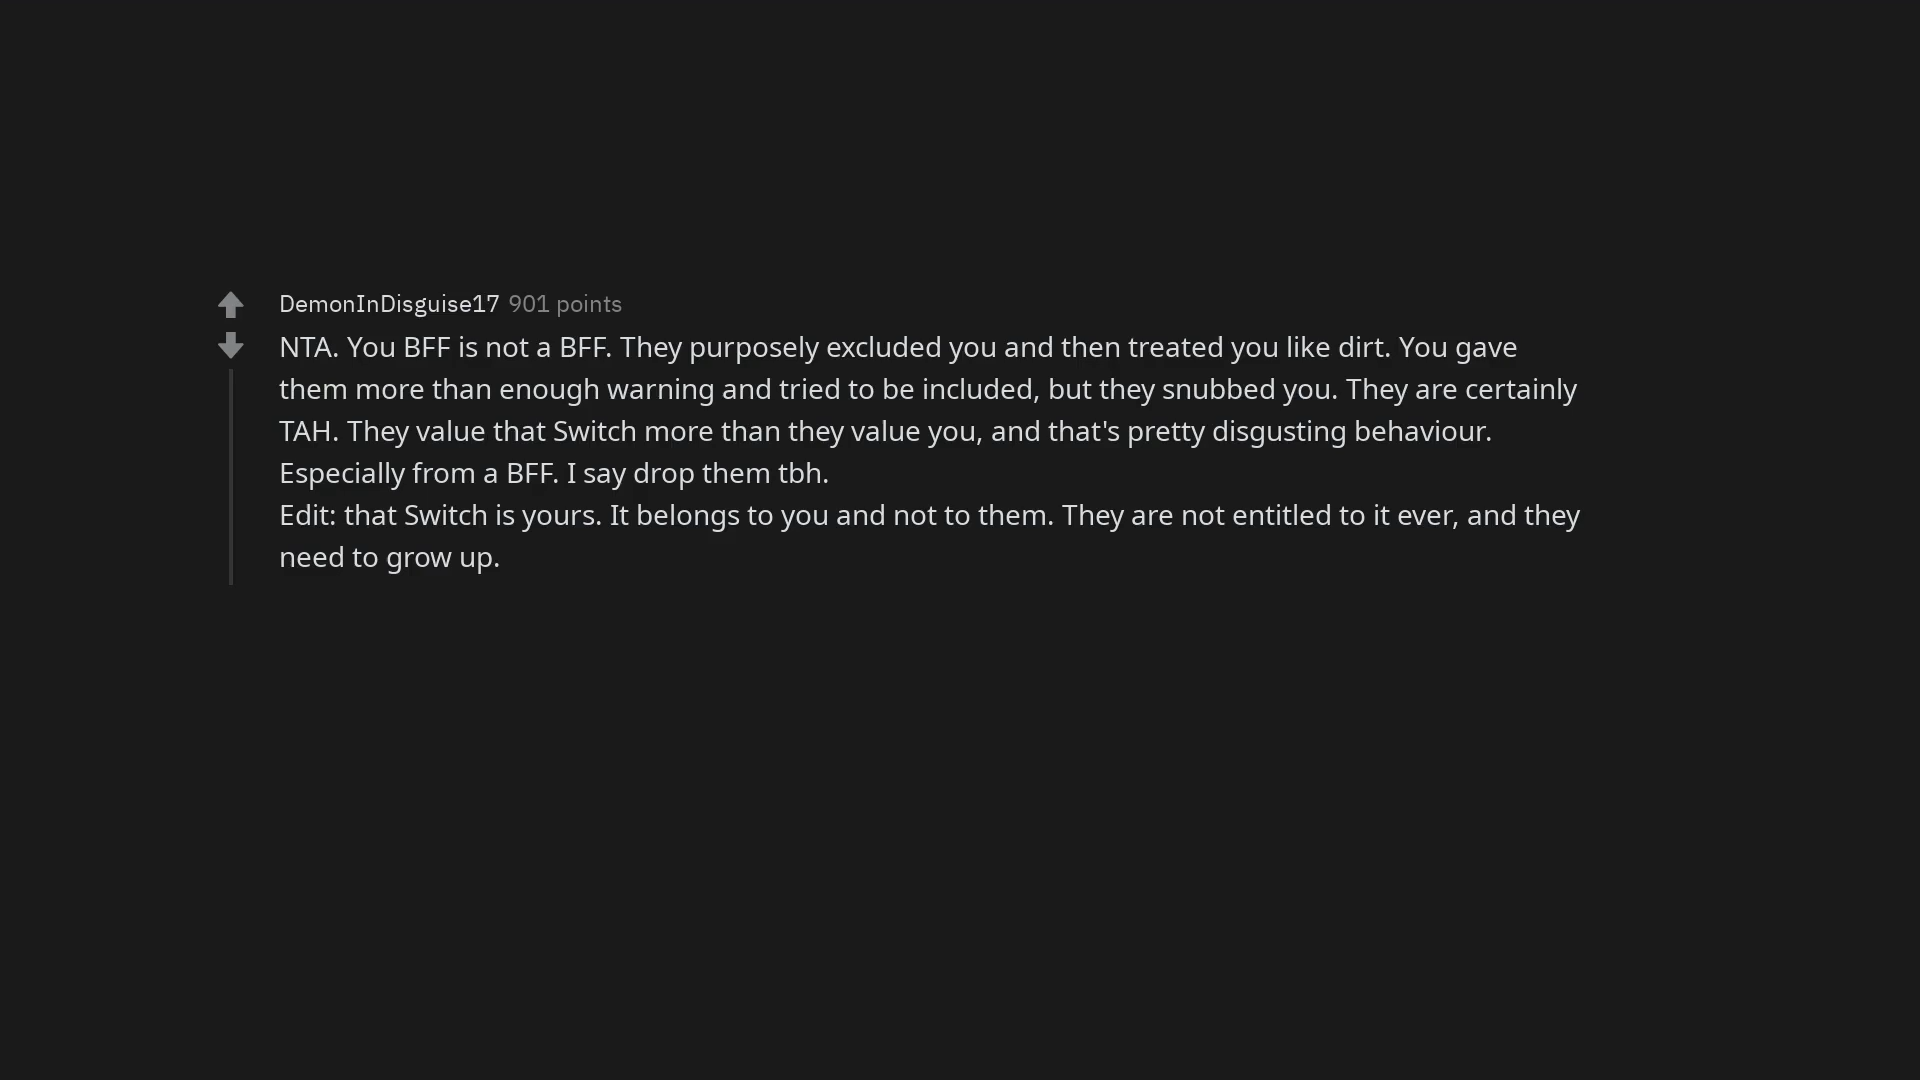 DemonInDisguise17 901 points
NTA. You BFF is not a BFF. They purposely excluded you and then treated you like dirt. You gave
them more than enough warning and tried to be included, but they snubbed you. They are certainly
TAH. They value that Switch more than they value you, and that's pretty disgusting behaviour.
Especially from a BFF. I say drop them tbh.
Edit: that Switch is yours. It belongs to you and not to them. They are not entitled to it ever, and they
need to grow up.